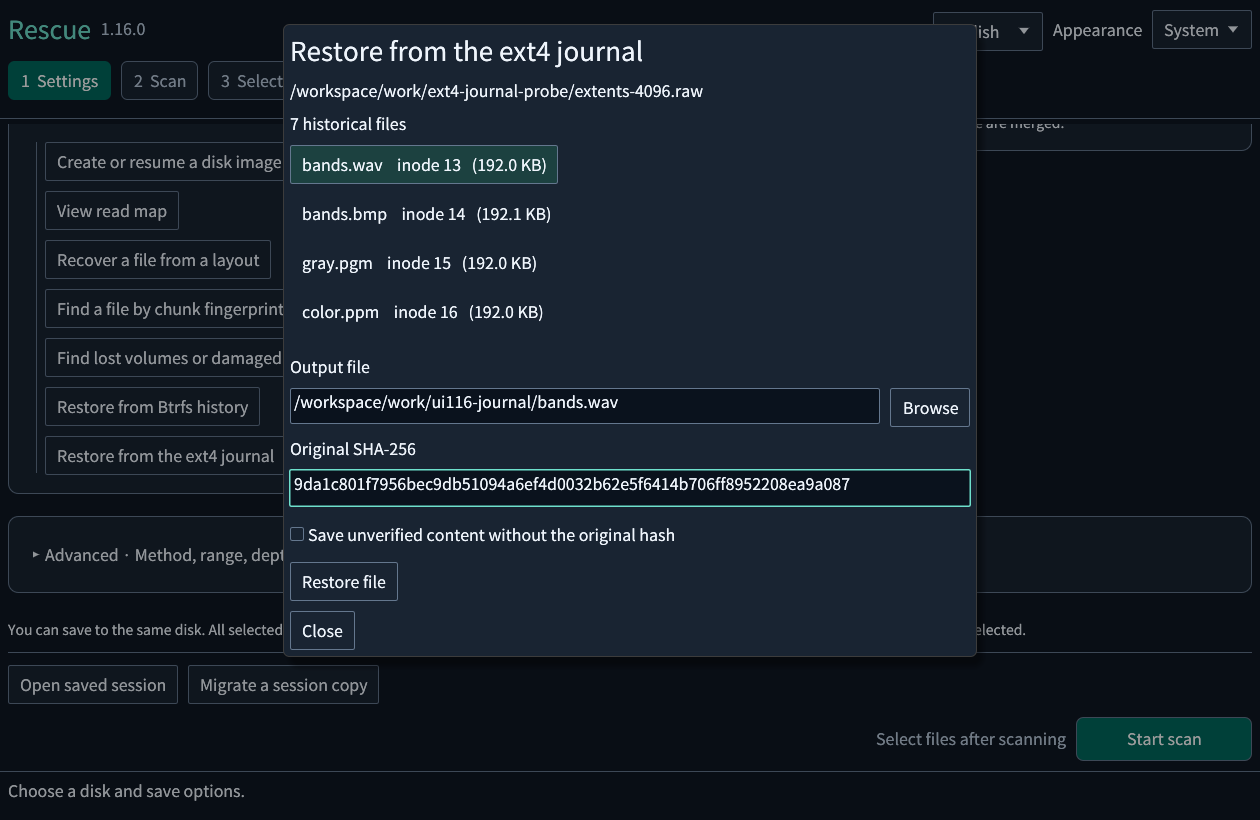 Rescue 1.16.0
Appearance System
1 Settings 2 Scan 3 Select
Restore from the ext4 journal
/workspace/work/ext4-journal-probe/extents-4096.raw
7 historical files
are merged.
bands.wav inode 13 (192.0 KB)
bands.bmp inode 14 (192.1 KB)
gray.pgm inode 15 (192.0 KB)
color.ppm inode 16 (192.0 KB)
Create or resume a disk image
View read map
Recover a file from a layout
Find a file by chunk fingerprint
Find lost volumes or damaged
Restore from Btrfs history
Restore from the ext4 journal
Output file
/workspace/work/ui116-journal/bands.wav Browse
Original SHA-256
9da1c801f7956bec9db51094a6ef4d0032b62e5f6414b706ff8952208ea9a087
Save unverified content without the original hash
Restore file
Close
Advanced · Method, range,
You can save to the same disk. All selected
Open saved session Migrate a session copy
Select files after scanning Start scan
Choose a disk and save options.